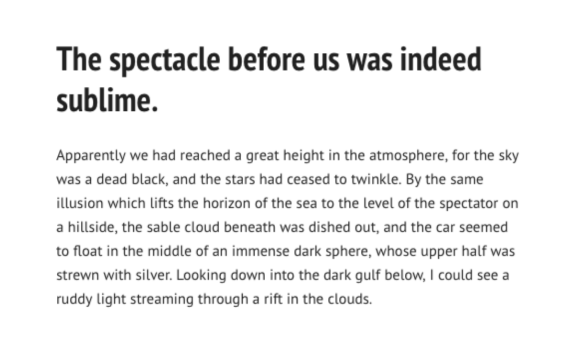 The spectacle before us was indeed
sublime.
Apparently we had reached a great height in the atmosphere, for the sky
was a dead black, and the stars had ceased to twinkle. By the same
illusion which lifts the horizon of the sea to the level of the spectator on
a hillside, the sable cloud beneath was dished out, and the car seemed
to float in the middle of an immense dark sphere, whose upper half was
strewn with silver. Looking down into the dark gulf below, I could see a
ruddy light streaming through a rift in the clouds.